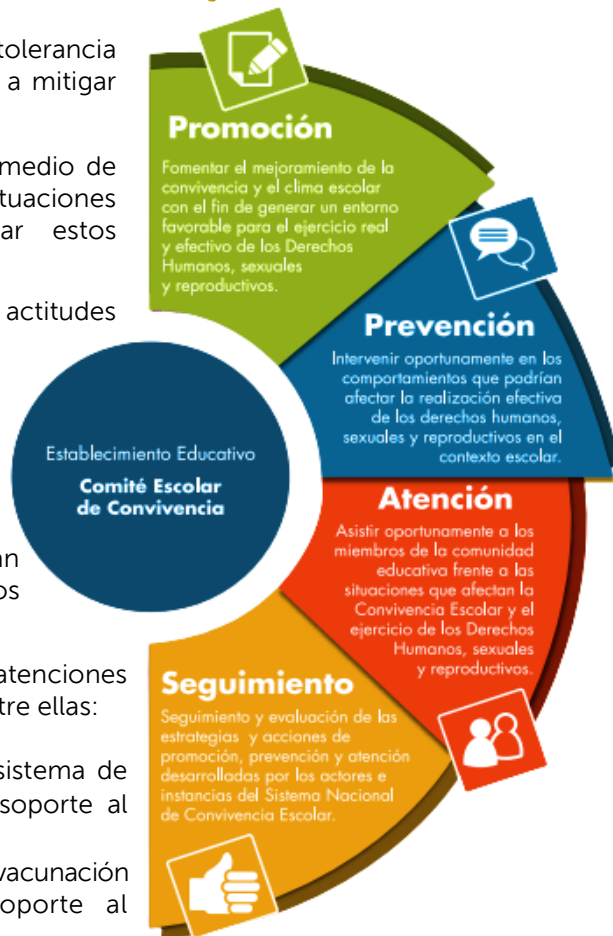 tolerancia
a mitigar
medio de
tuaciones
ar estos
actitudes
an
os
atenciones
tre ellas:
sistema de
soporte al
vacunación
oporte al
Promoción
Fomentar el mejoramiento de la
convivencia y el clima escolar
con el fin de generar un entorno
favorable para el ejercicio real
y efectivo de los Derechos
Humanos, sexuales
y reproductivos.
Prevención
Intervenir oportunamente en los
comportamientos que podrían
afectar la realización efectiva
de los derechos humanos,
sexuales y reproductivos en el
contexto escolar.
Establecimiento Educativo
Comité Escolar
de Convivencia
Atención
Asistir oportunamente a los
miembros de la comunidad
educativa frente a las
situaciones que afectan la
Convivencia Escolar y el
ejercicio de los Derechos
Humanos, sexuales
y reproductivos.
Seguimiento
Seguimiento y evaluación de las
estrategias y acciones de
promoción, prevención y atención
desarrolladas por los actores e
instancias del Sistema Nacional
de Convivencia Escolar.